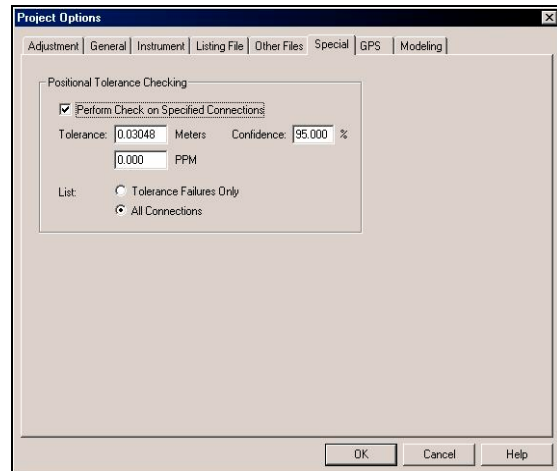 Project Options
Adjustment General Instrument Listing File Other Files Special GPS Modeling
Positional Tolerance Checking
Perform Check on Specified Connections
Tolerance: 0.03048 Meters Confidence: 95.000 %
0.000 PPM
List: Tolerance Failures Only
All Connections
OK Cancel Help